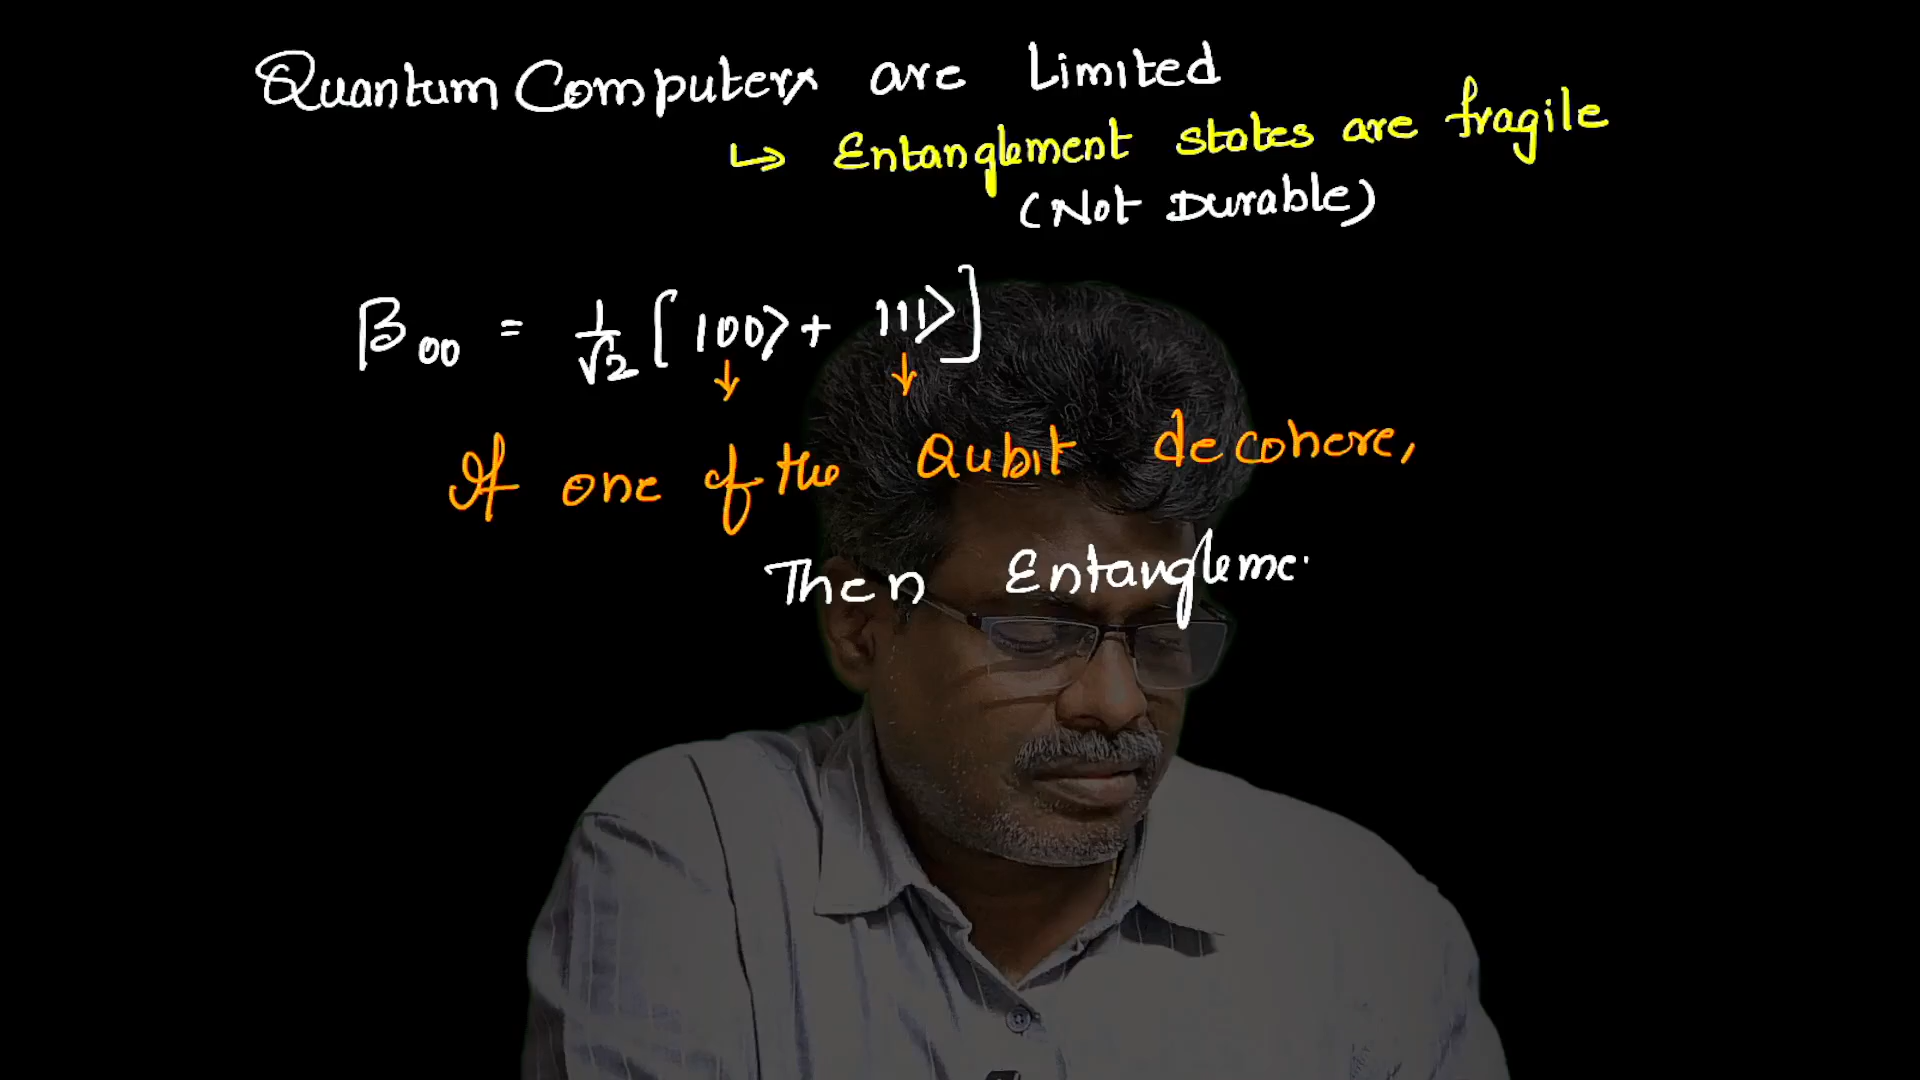 Quantum Computers are Limited
↳ Entanglement states are fragile
(Not Durable)
β00 = 1/√2 [|00⟩ + |11⟩]
↓ ↓
If one of the Qubit decohere,
Then Entangleme